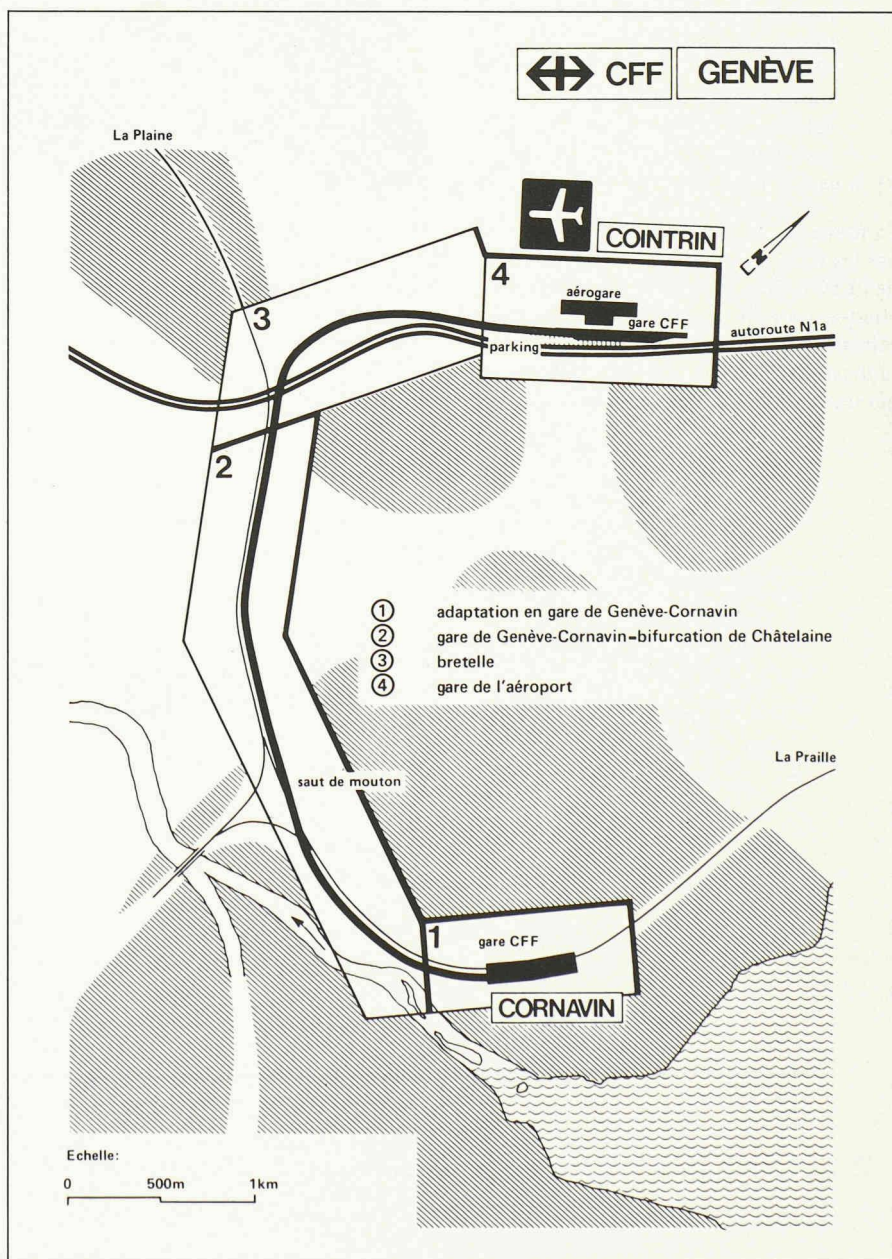 CFF
GENÈVE
La Plaine
COINTRIN
N
4
aérogare
gare CFF
autoroute N1a
parking
3
2
① adaptation en gare de Genève-Cornavin
② gare de Genève-Cornavin–bifurcation de Châtelaine
③ bretelle
④ gare de l'aéroport
La Praille
saut de mouton
1
gare CFF
CORNAVIN
Echelle:
0 500m 1km